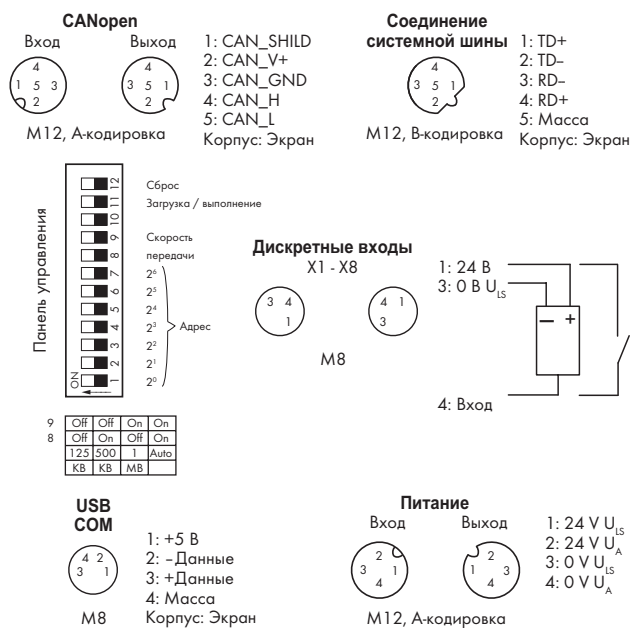 CANopen
Вход
Выход
4
1 5 3
2
4
3 5 1
2
1: CAN_SHILD
2: CAN_V+
3: CAN_GND
4: CAN_H
5: CAN_L
Корпус: Экран
M12, А-кодировка
Соединение
системной шины
4
3 5 1
2
1: TD+
2: TD–
3: RD–
4: RD+
5: Масса
Корпус: Экран
M12, В-кодировка
Панель управления
12 Сброс
11 Загрузка / выполнение
10
9 Скорость
8 передачи
7 2⁶
6 2⁵
5 2⁴
4 2³ Адрес
3 2²
2 2¹
1 2⁰
ON
9 Off Off On On
8 Off On Off On
125 500 1 Auto
КВ КВ МВ
Дискретные входы
X1 - X8
3 4
1
4 1
3
M8
1: 24 В
3: 0 В U_LS
– +
4: Вход
USB
COM
4 2
3 1
M8
1: +5 В
2: –Данные
3: +Данные
4: Масса
Корпус: Экран
Питание
Вход
Выход
2
3 1
4
2
1 3
4
1: 24 V U_LS
2: 24 V U_A
3: 0 V U_LS
4: 0 V U_A
M12, А-кодировка